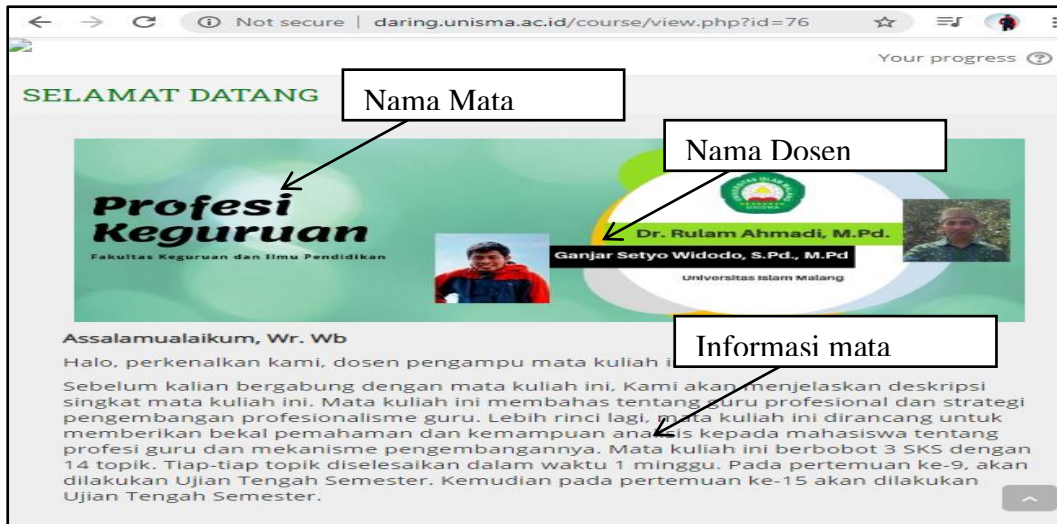 Not secure | daring.unisma.ac.id/course/view.php?id=76
Your progress
SELAMAT DATANG
Nama Mata
Nama Dosen
Profesi
Keguruan
Fakultas Keguruan dan Ilmu Pendidikan
UNIVERSITAS ISLAM MALANG
UNISMA
Dr. Rulam Ahmadi, M.Pd.
Ganjar Setyo Widodo, S.Pd., M.Pd
Universitas Islam Malang
Assalamualaikum, Wr. Wb
Informasi mata
Halo, perkenalkan kami, dosen pengampu mata kuliah
Sebelum kalian bergabung dengan mata kuliah ini, Kami akan menjelaskan deskripsi
singkat mata kuliah ini. Mata kuliah ini membahas tentang guru profesional dan strategi
pengembangan profesionalisme guru. Lebih rinci lagi, mata kuliah ini dirancang untuk
memberikan bekal pemahaman dan kemampuan analisis kepada mahasiswa tentang
profesi guru dan mekanisme pengembangannya. Mata kuliah ini berbobot 3 SKS dengan
14 topik. Tiap-tiap topik diselesaikan dalam waktu 1 minggu. Pada pertemuan ke-9, akan
dilakukan Ujian Tengah Semester. Kemudian pada pertemuan ke-15 akan dilakukan
Ujian Tengah Semester.